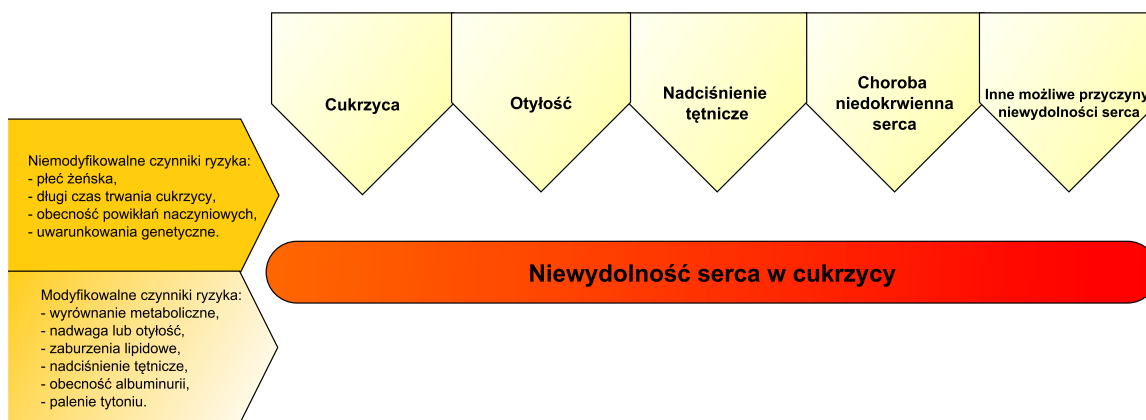 Cukrzyca
Otyłość
Nadciśnienie
tętnicze
Choroba
niedokrwienna
serca
Inne możliwe przyczyny
niewydolności serca
Niemodyfikowalne czynniki ryzyka:
- płeć żeńska,
- długi czas trwania cukrzycy,
- obecność powikłań naczyniowych,
- uwarunkowania genetyczne.
Niewydolność serca w cukrzycy
Modyfikowalne czynniki ryzyka:
- wyrównanie metaboliczne,
- nadwaga lub otyłość,
- zaburzenia lipidowe,
- nadciśnienie tętnicze,
- obecność albuminurii,
- palenie tytoniu.